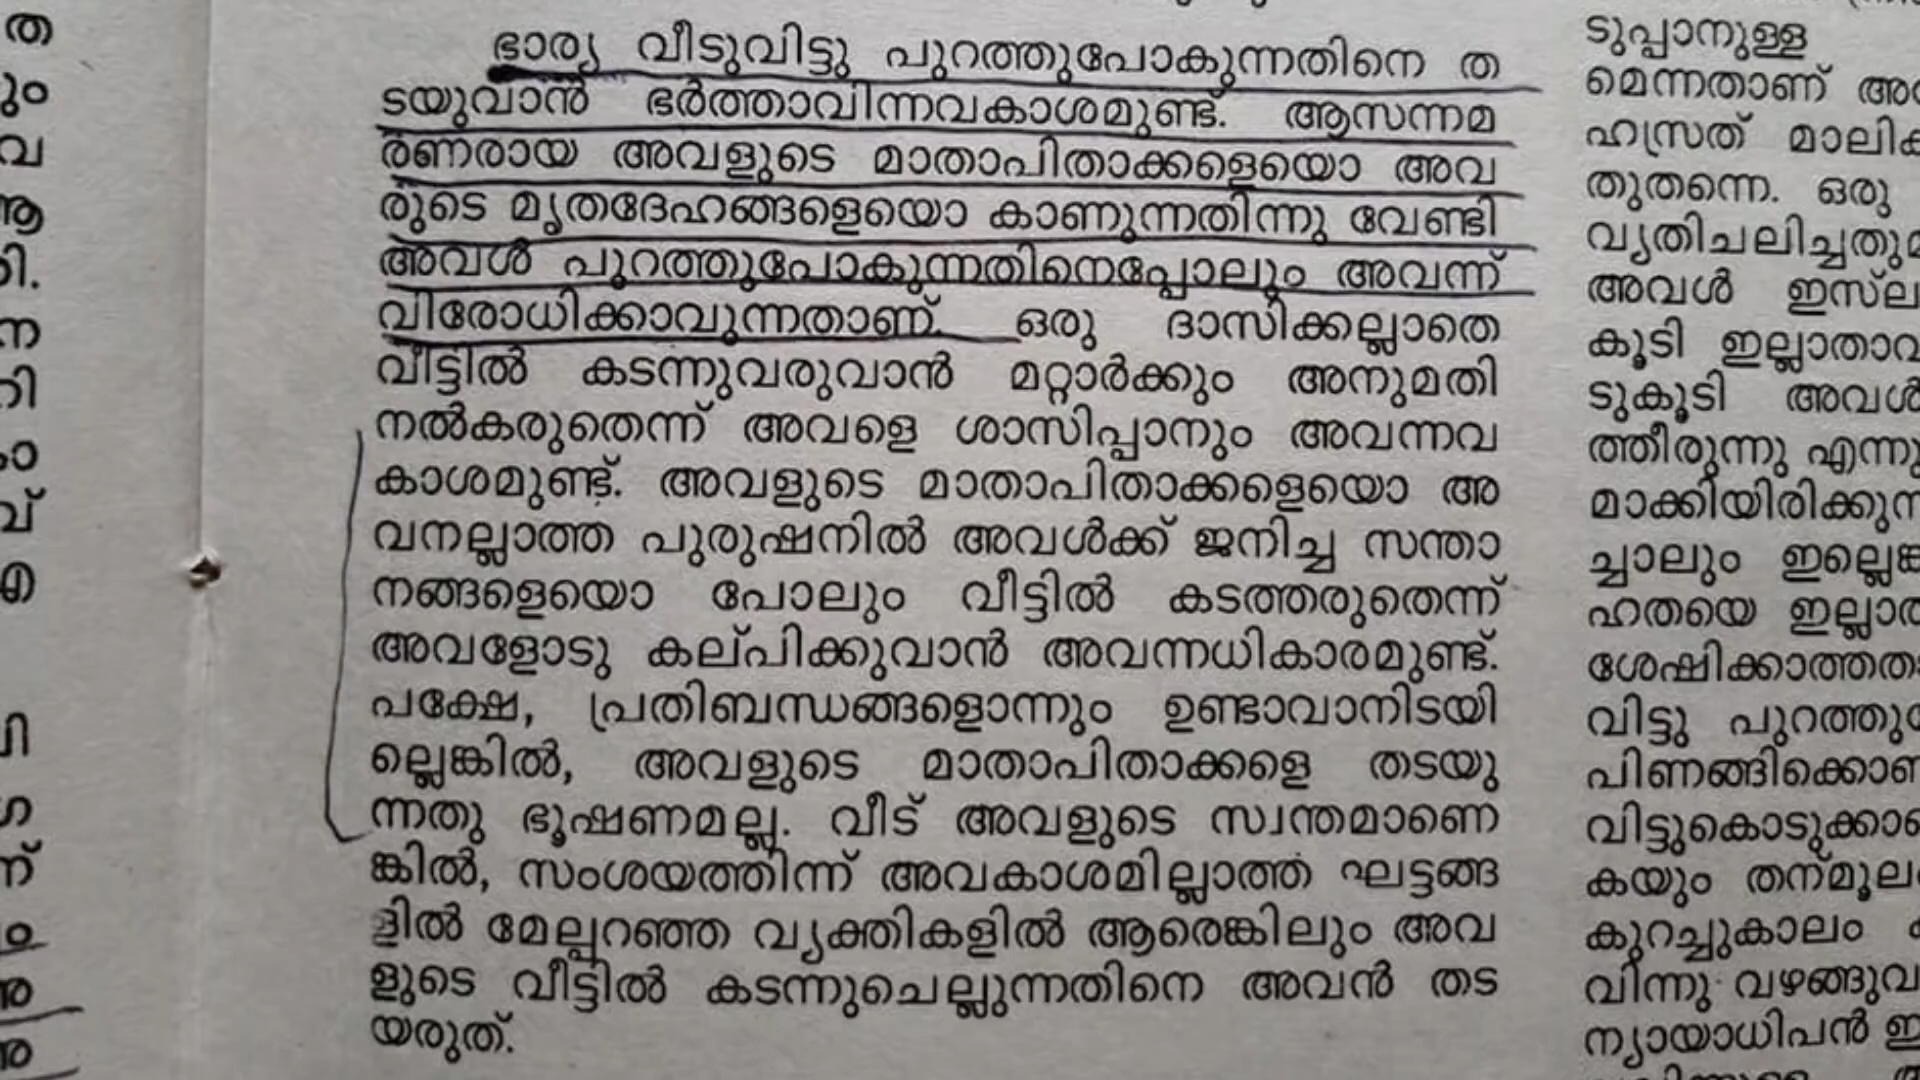 ഭാര്യ വീടുവിട്ടു പുറത്തുപോകുന്നതിനെ ത
ടയുവാൻ ഭർത്താവിന്നവകാശമുണ്ട്. ആസന്നമ
രണരായ അവളുടെ മാതാപിതാക്കളെയൊ അവ
രുടെ മൃതദേഹങ്ങളെയൊ കാണുന്നതിന്നു വേണ്ടി
അവൾ പുറത്തുപോകുന്നതിനെപ്പോലും അവന്ന്
വിരോധിക്കാവുന്നതാണ്. ഒരു ദാസിക്കല്ലാതെ
വീട്ടിൽ കടന്നുവരുവാൻ മറ്റാർക്കും അനുമതി
നൽകരുതെന്ന് അവളെ ശാസിപ്പാനും അവന്നവ
കാശമുണ്ട്. അവളുടെ മാതാപിതാക്കളെയൊ അ
വനല്ലാത്ത പുരുഷനിൽ അവൾക്ക് ജനിച്ച സന്താ
നങ്ങളെയൊ പോലും വീട്ടിൽ കടത്തരുതെന്ന്
അവളോടു കല്പിക്കുവാൻ അവന്നധികാരമുണ്ട്.
പക്ഷേ, പ്രതിബന്ധങ്ങളൊന്നും ഉണ്ടാവാനിടയി
ല്ലെങ്കിൽ, അവളുടെ മാതാപിതാക്കളെ തടയു
ന്നതു ഭൂഷണമല്ല. വീട് അവളുടെ സ്വന്തമാണെ
ങ്കിൽ, സംശയത്തിന്ന് അവകാശമില്ലാത്ത ഘട്ടങ്ങ
ളിൽ മേല്പറഞ്ഞ വ്യക്തികളിൽ ആരെങ്കിലും അവ
ളുടെ വീട്ടിൽ കടന്നുചെല്ലുന്നതിനെ അവൻ തട
യരുത്.
ടുപ്പാനുള്ള
മെന്നതാണ്
ഹസ്രത്
തുതന്നെ. ഒരു
അവൾ
കൂടി
ടുകൂടി
ത്തീരുന്നു
ച്ചാലും
ഹതയെ
വിട്ടു
കുറച്ചുകാലം
വിന്നു
ന്യായാധിപൻ